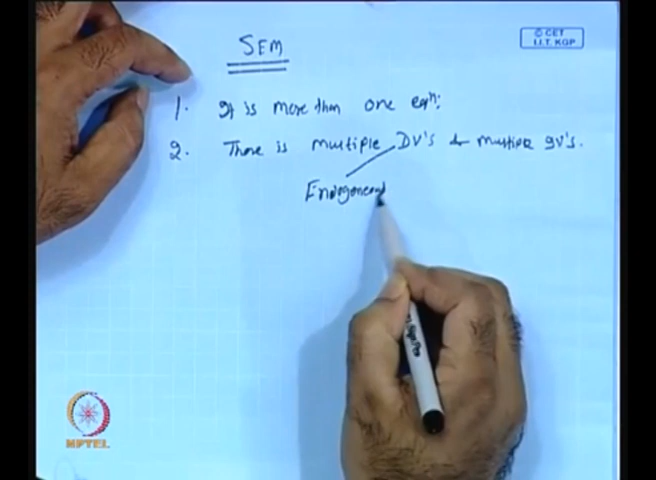 SEM
© CET
I.I.T. KGP
1. It is more than one eqn:
2. There is multiple DV's & multiple IV's.
Endogenous
NPTEL